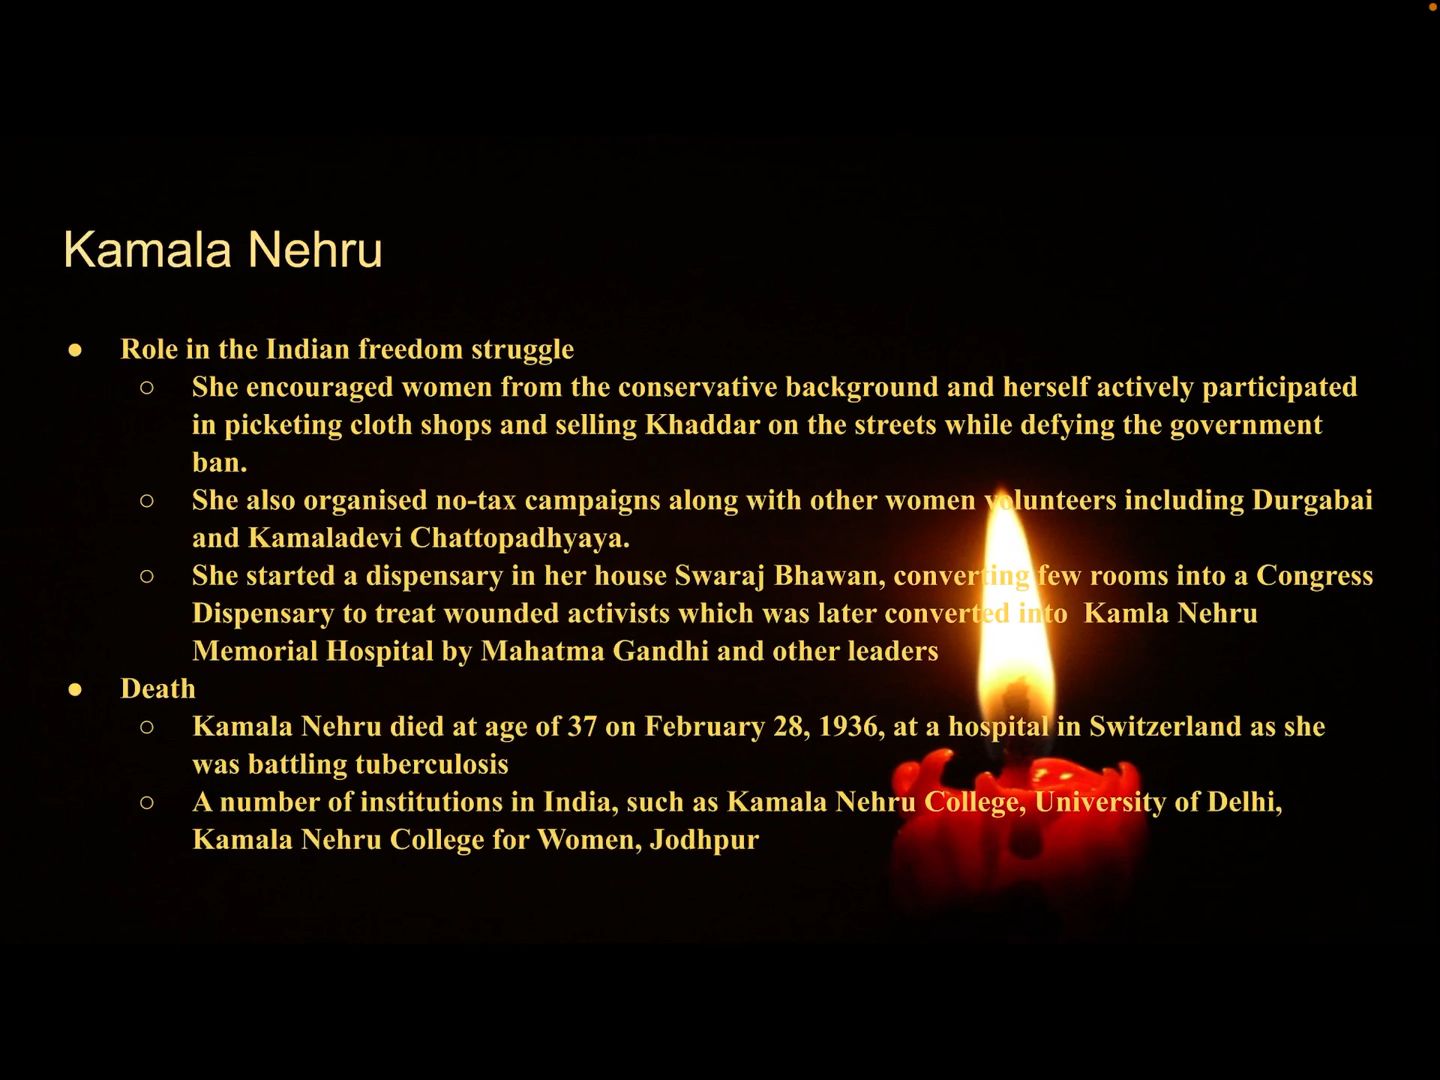 Kamala Nehru
● Role in the Indian freedom struggle
○ She encouraged women from the conservative background and herself actively participated
in picketing cloth shops and selling Khaddar on the streets while defying the government
ban.
○ She also organised no-tax campaigns along with other women volunteers including Durgabai
and Kamaladevi Chattopadhyaya.
○ She started a dispensary in her house Swaraj Bhawan, converting few rooms into a Congress
Dispensary to treat wounded activists which was later converted into  Kamla Nehru
Memorial Hospital by Mahatma Gandhi and other leaders
● Death
○ Kamala Nehru died at age of 37 on February 28, 1936, at a hospital in Switzerland as she
was battling tuberculosis
○ A number of institutions in India, such as Kamala Nehru College, University of Delhi,
Kamala Nehru College for Women, Jodhpur